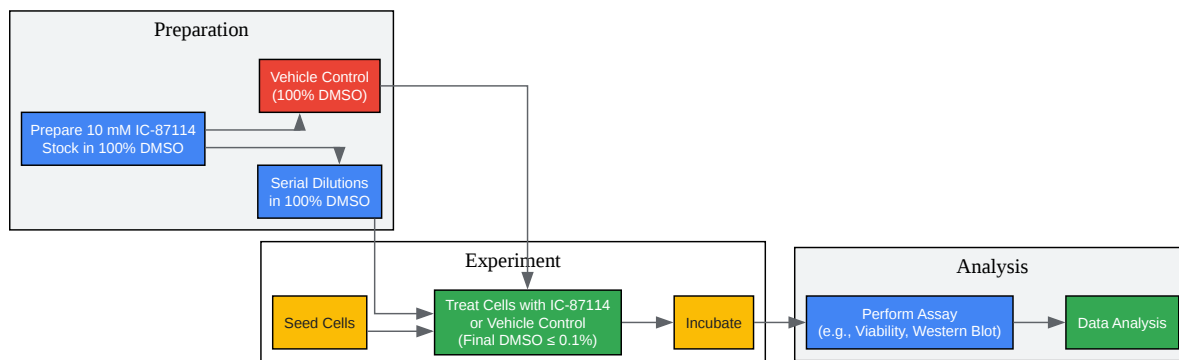 Preparation
Vehicle Control
(100% DMSO)
Prepare 10 mM IC-87114
Stock in 100% DMSO
Serial Dilutions
in 100% DMSO
Experiment
Seed Cells
Treat Cells with IC-87114
or Vehicle Control
(Final DMSO ≤ 0.1%)
Incubate
Analysis
Perform Assay
(e.g., Viability, Western Blot)
Data Analysis